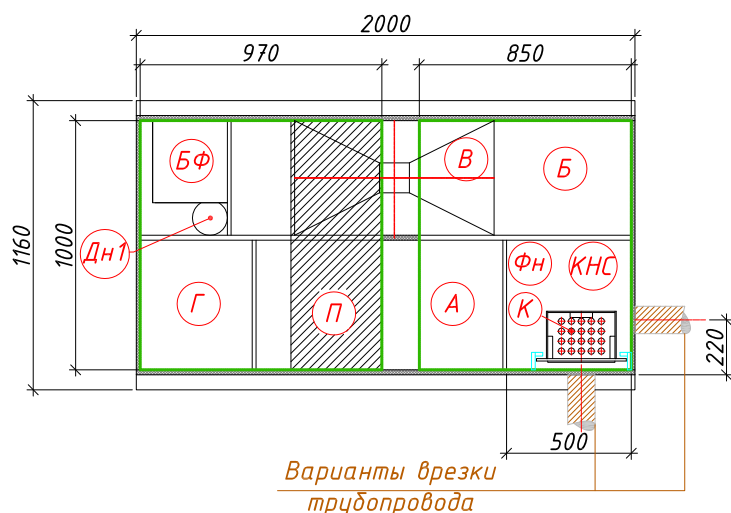 2000
970
850
БФ
В
Б
Дн1
Фн
КНС
Г
П
А
К
1160
1000
220
500
Варианты врезки
трубопровода